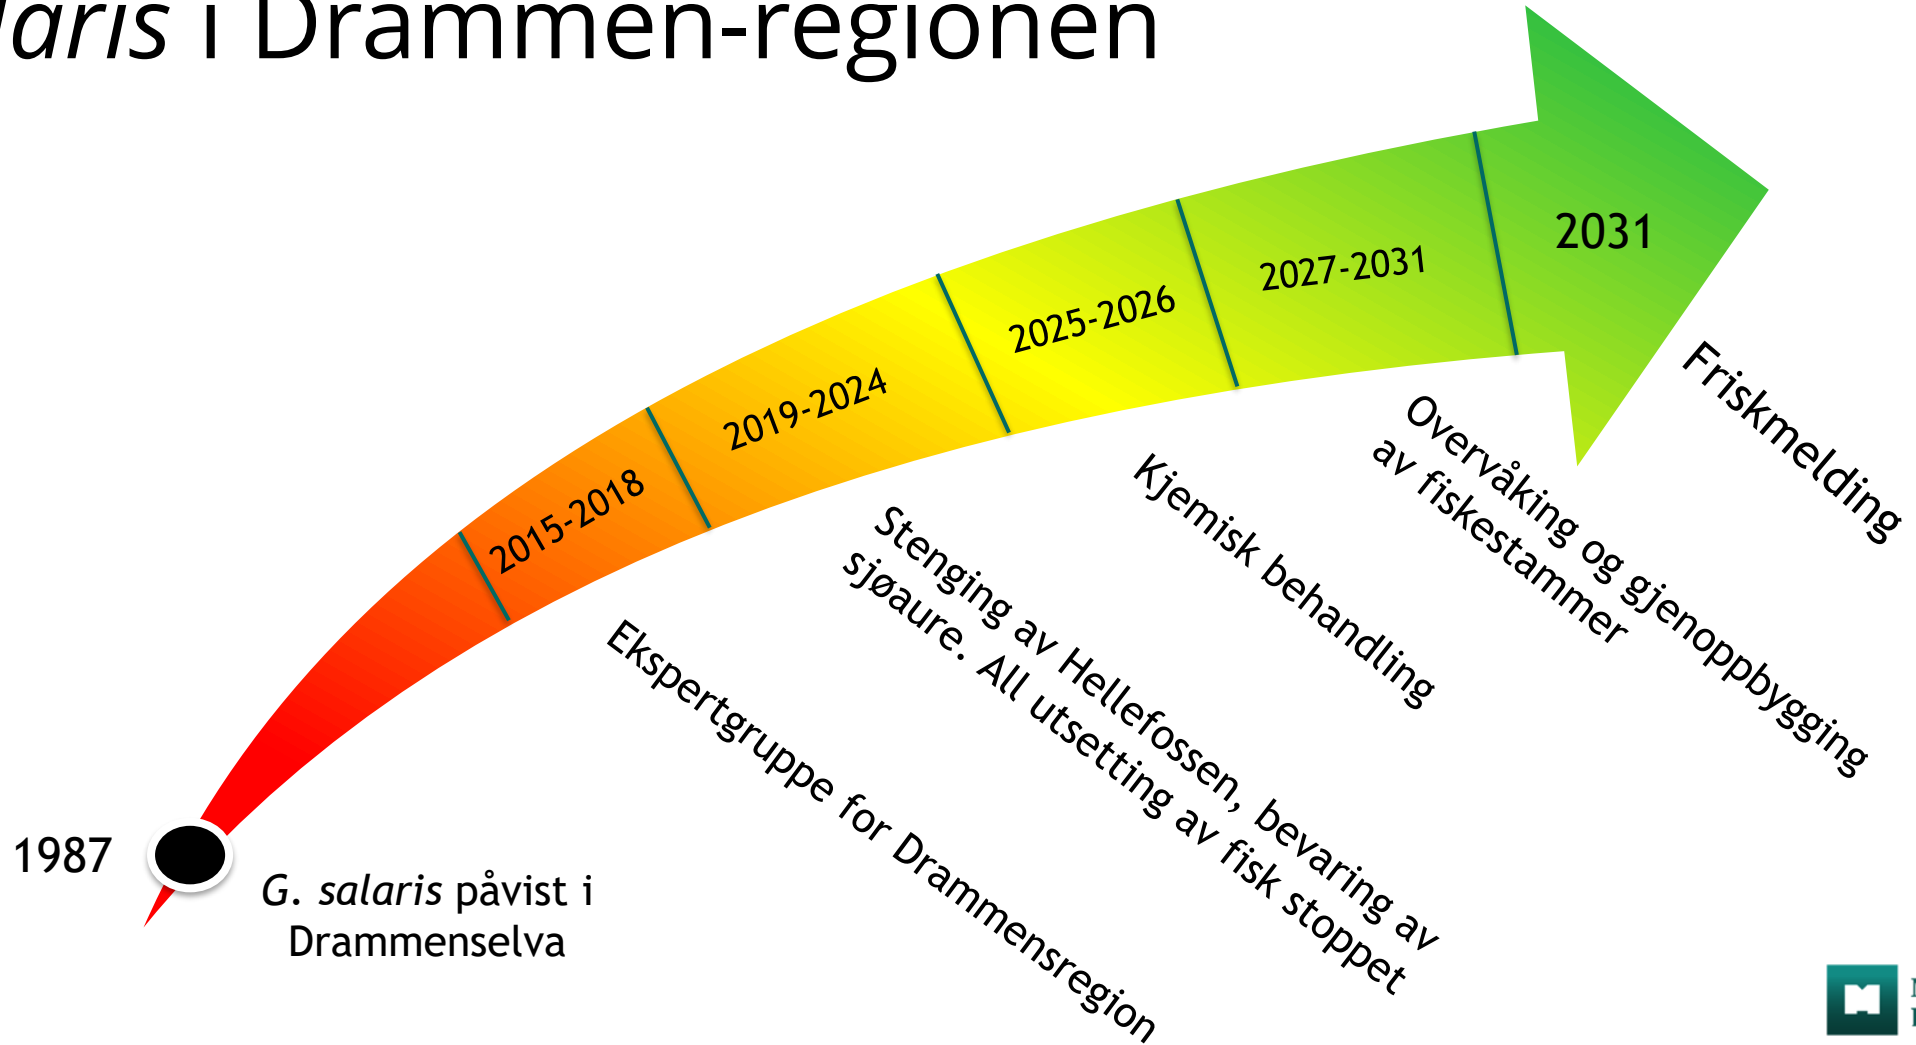 i Drammen-regionen
2031
2027-2031
2025-2026
2019-2024
2015-2018
1987
G. salaris påvist i
Drammenselva
Ekspertgruppe for Drammensregion
Stenging av Hellefossen, bevaring av
sjøaure. All utsetting av fisk stoppet
Kjemisk behandling
Overvåking og gjenoppbygging
av fiskestammer
Friskmelding